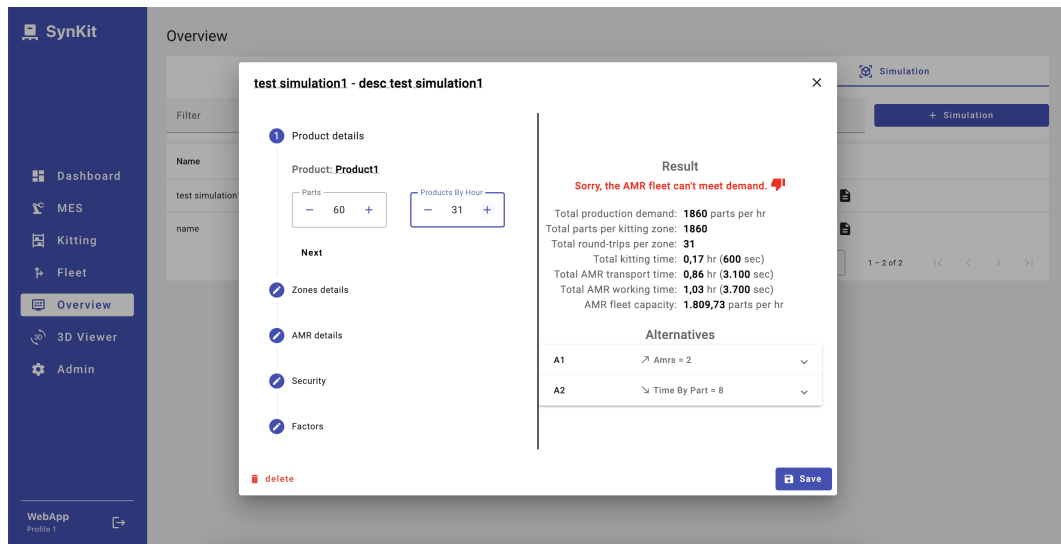 SynKit
Overview
Simulation
Filter
+ Simulation
Name
test simulation1
name
1 – 2 of 2
Dashboard
MES
Kitting
Fleet
Overview
3D
3D Viewer
Admin
WebApp
Profile 1
test simulation1 - desc test simulation1
1 Product details
Product: Product1
Parts
60
Products By Hour
31
Next
Zones details
AMR details
Security
Factors
Result
Sorry, the AMR fleet can't meet demand.
Total production demand: 1860 parts per hr
Total parts per kitting zone: 1860
Total round-trips per zone: 31
Total kitting time: 0,17 hr (600 sec)
Total AMR transport time: 0,86 hr (3.100 sec)
Total AMR working time: 1,03 hr (3.700 sec)
AMR fleet capacity: 1.809,73 parts per hr
Alternatives
A1 Amrs = 2
A2 Time By Part = 8
delete
Save